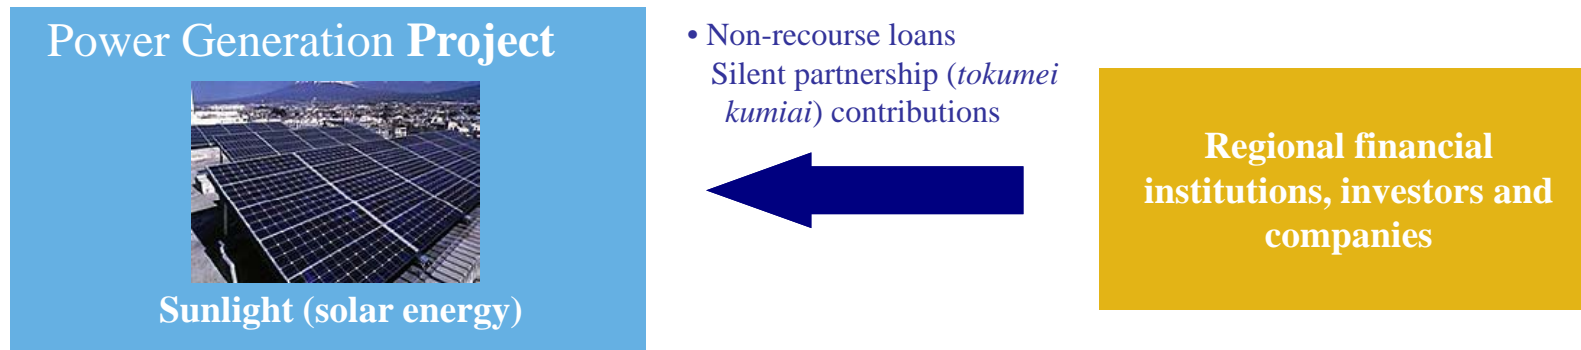 Power Generation Project
Sunlight (solar energy)
• Non-recourse loans
Silent partnership (tokumei
kumiai) contributions
Regional financial
institutions, investors and
companies